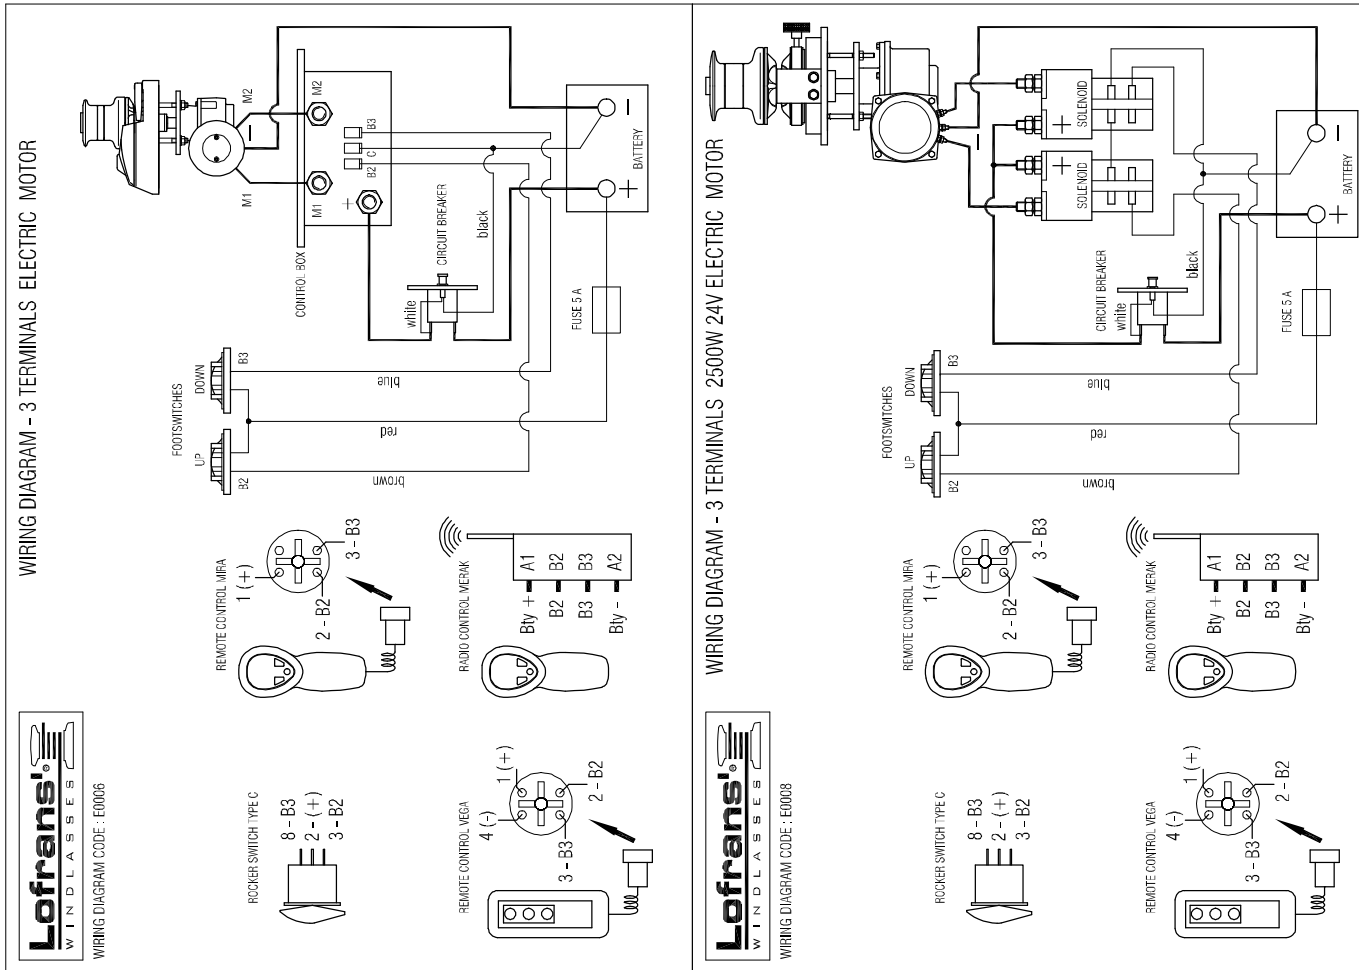 Lofrans'®
WINDLASSES
WIRING DIAGRAM CODE : E0006
WIRING DIAGRAM - 3 TERMINALS ELECTRIC MOTOR
ROCKER SWITCH TYPE C
8 - B3
2 - (+)
3 - B2
REMOTE CONTROL VEGA
4 (-)
1 (+)
3 - B3
2 - B2
REMOTE CONTROL MIRA
1 (+)
2 - B2
3 - B3
RADIO CONTROL MERAK
Bty + A1
B2 B2
B3 B3
Bty - A2
FOOTSWITCHES
UP
DOWN
B2
B3
brown
red
blue
FUSE 5 A
CONTROL BOX
M1
M2
M1
M2
–
+
B2
C
B3
CIRCUIT BREAKER
white
black
BATTERY
+
–
Lofrans'®
WINDLASSES
WIRING DIAGRAM CODE : E0008
WIRING DIAGRAM - 3 TERMINALS 2500W 24V ELECTRIC MOTOR
ROCKER SWITCH TYPE C
8 - B3
2 - (+)
3 - B2
REMOTE CONTROL VEGA
4 (-)
1 (+)
3 - B3
2 - B2
REMOTE CONTROL MIRA
1 (+)
2 - B2
3 - B3
RADIO CONTROL MERAK
Bty + A1
B2 B2
B3 B3
Bty - A2
FOOTSWITCHES
UP
DOWN
B2
B3
brown
red
blue
FUSE 5 A
CIRCUIT BREAKER
white
black
–
+
SOLENOID
+
SOLENOID
BATTERY
+
–